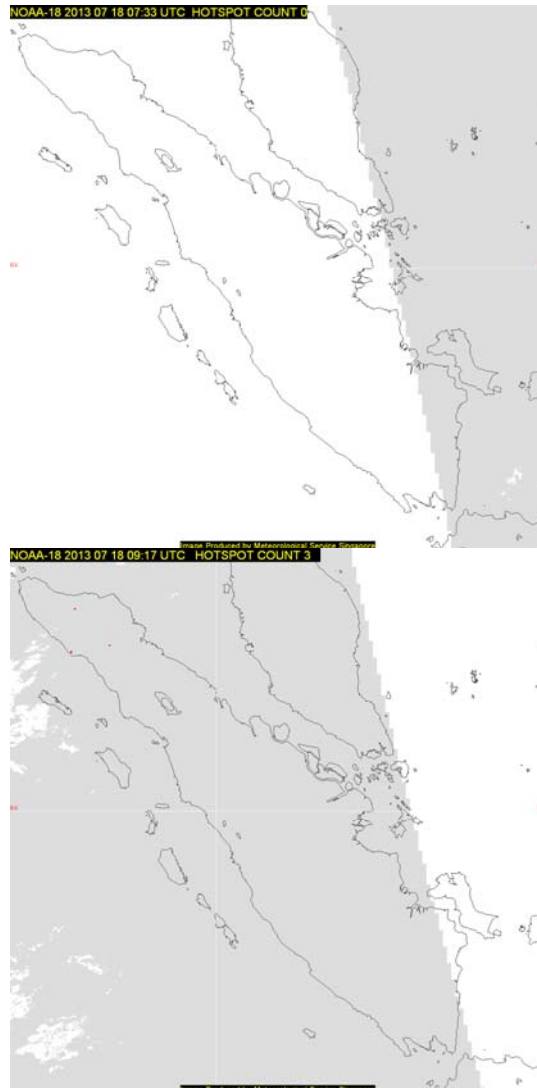 NOAA-18 2013 07 18 07:33 UTC HOTSPOT COUNT 0
Image Produced by Meteorological Service Singapore
NOAA-18 2013 07 18 09:17 UTC HOTSPOT COUNT 3